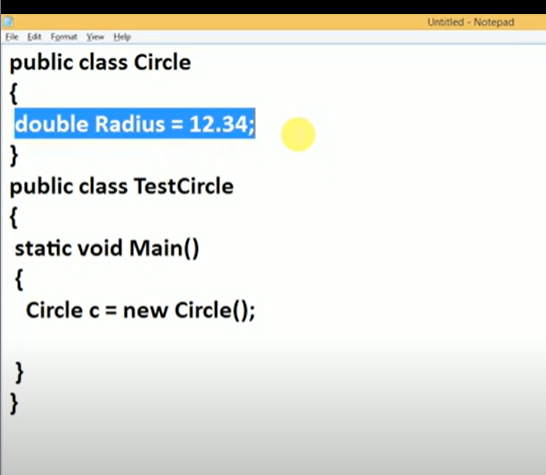 Untitled - Notepad
File Edit Format View Help
public class Circle
{
double Radius = 12.34;
}
public class TestCircle
{
static void Main()
{
Circle c = new Circle();
}
}